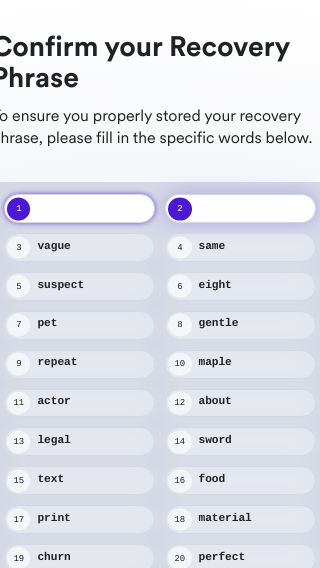 Confirm your Recovery
Phrase
To ensure you properly stored your recovery
hrase, please fill in the specific words below.
1 2
3 vague 4 same
5 suspect 6 eight
7 pet 8 gentle
9 repeat 10 maple
11 actor 12 about
13 legal 14 sword
15 text 16 food
17 print 18 material
19 churn 20 perfect